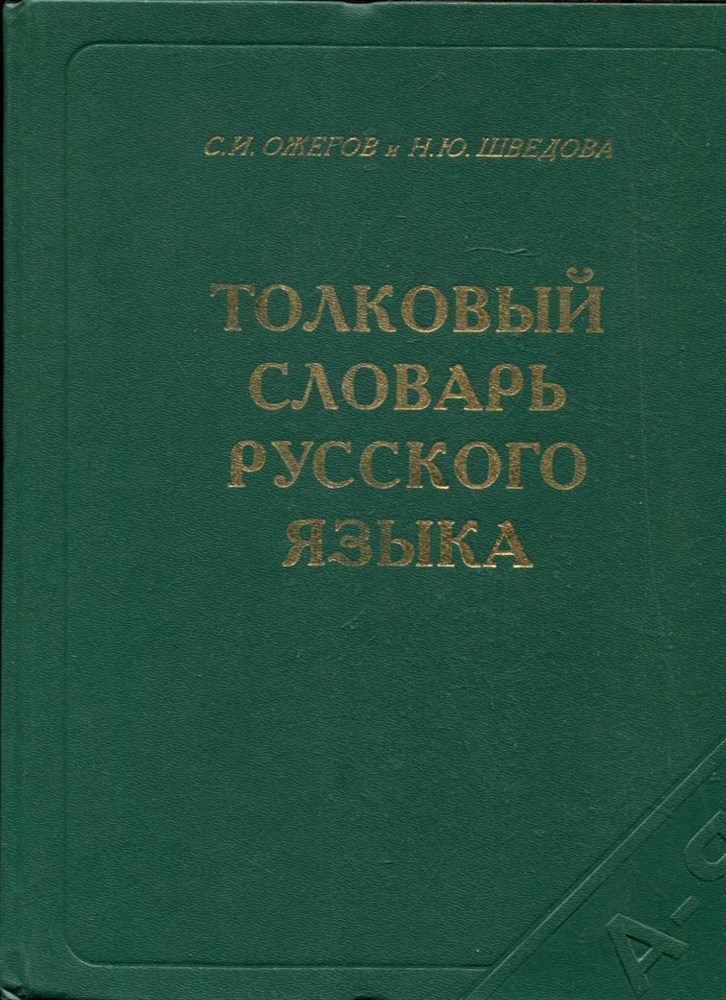 С.И. ОЖЕГОВ и Н.Ю. ШВЕДОВА
ТОЛКОВЫЙ
СЛОВАРЬ
РУССКОГО
ЯЗЫКА
А-Я